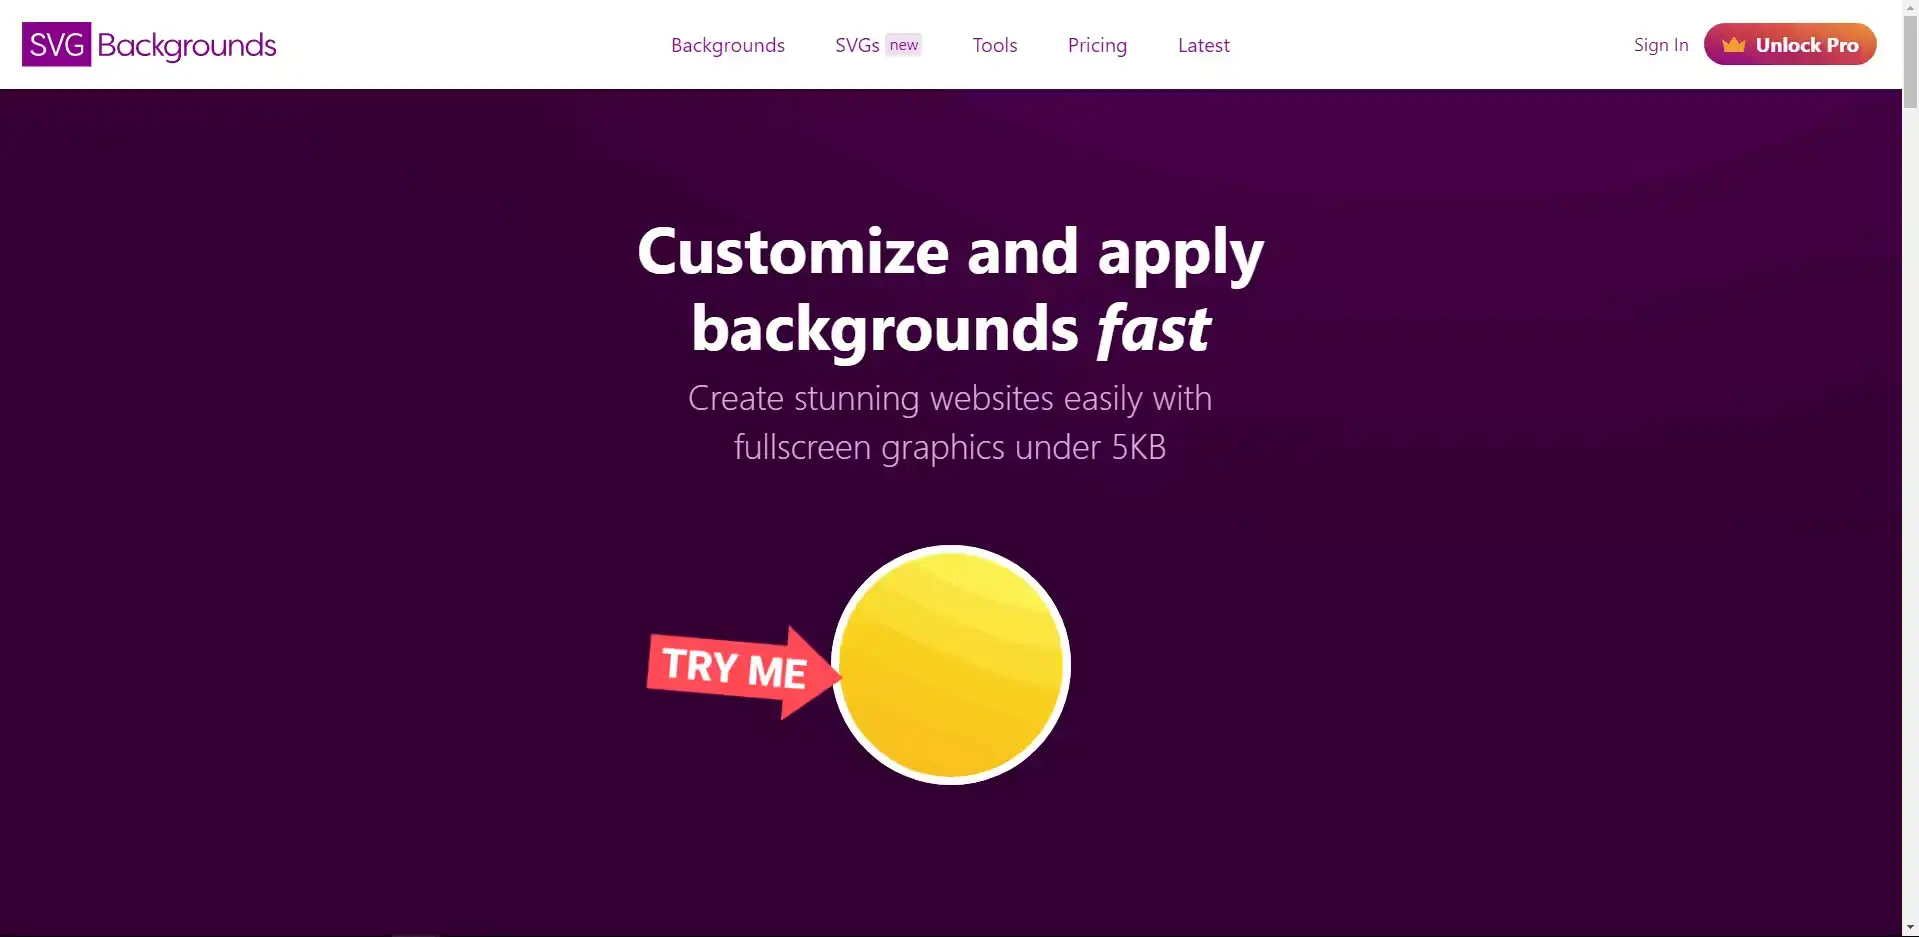 SVG Backgrounds
Backgrounds
SVGs new
Tools
Pricing
Latest
Sign In
Unlock Pro
Customize and apply
backgrounds fast
Create stunning websites easily with
fullscreen graphics under 5KB
TRY ME